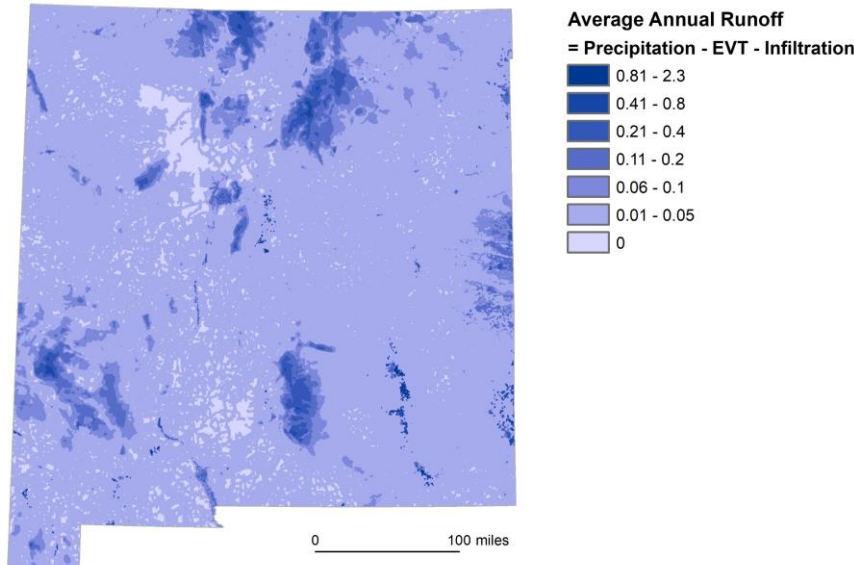 Average Annual Runoff
= Precipitation - EVT - Infiltration
0.81 - 2.3
0.41 - 0.8
0.21 - 0.4
0.11 - 0.2
0.06 - 0.1
0.01 - 0.05
0
0 100 miles